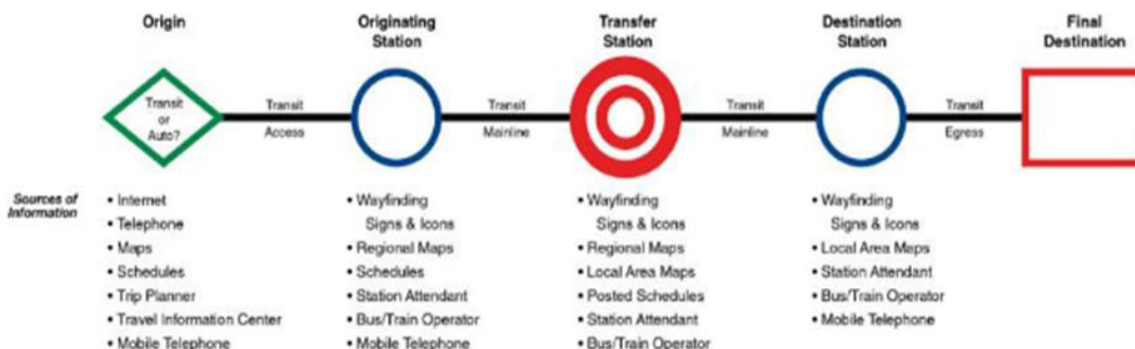 Origin
Originating
Station
Transfer
Station
Destination
Station
Final
Destination
Transit
or
Auto?
Transit
Access
Transit
Mainline
Transit
Mainline
Transit
Egress
Sources of
Information
• Internet
• Telephone
• Maps
• Schedules
• Trip Planner
• Travel Information Center
• Mobile Telephone
• Wayfinding
Signs & Icons
• Regional Maps
• Schedules
• Station Attendant
• Bus/Train Operator
• Mobile Telephone
• Wayfinding
Signs & Icons
• Regional Maps
• Local Area Maps
• Posted Schedules
• Station Attendant
• Bus/Train Operator
• Wayfinding
Signs & Icons
• Local Area Maps
• Station Attendant
• Bus/Train Operator
• Mobile Telephone